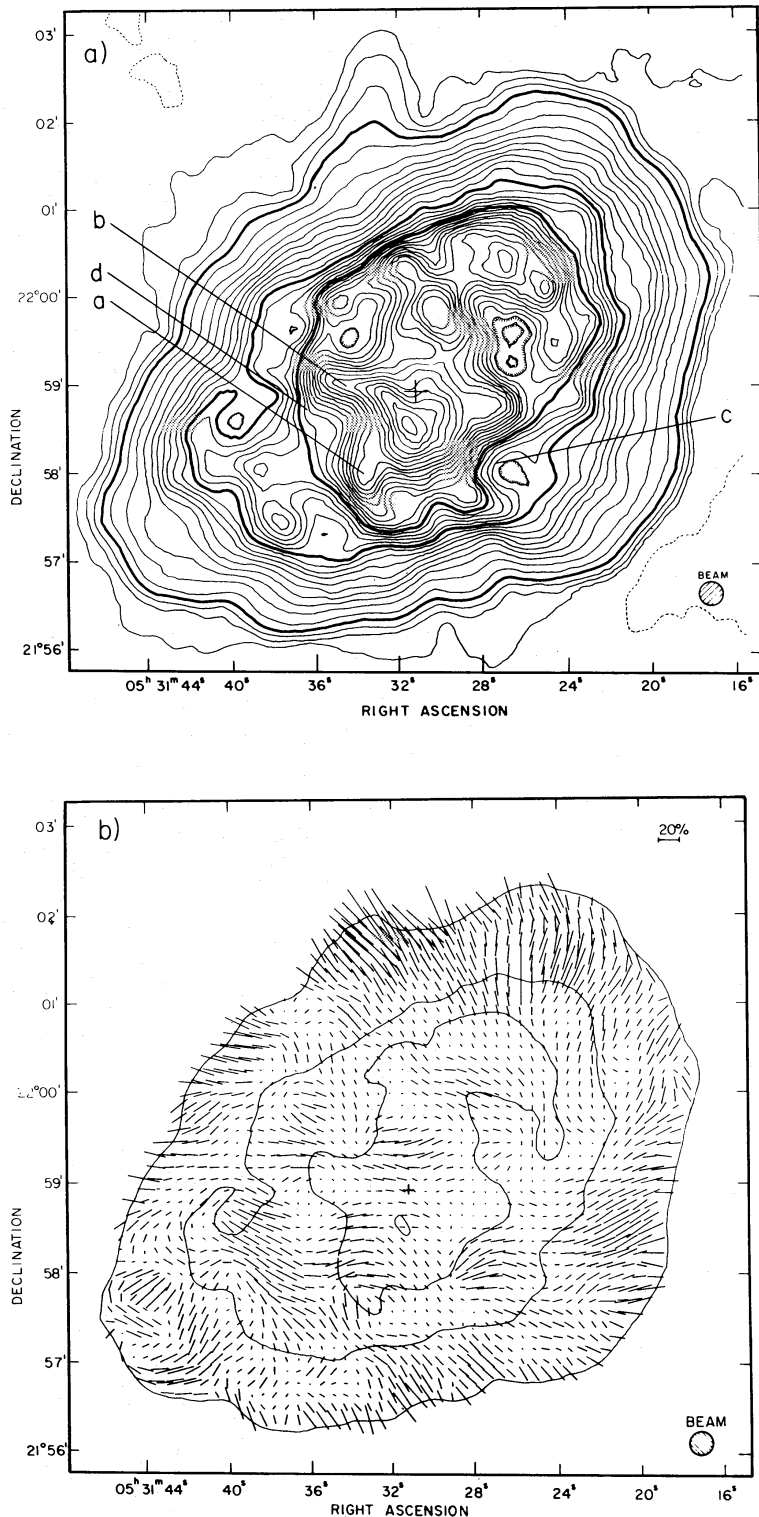 a)
03'
02'
01'
22°00'
59'
58'
57'
21°56'
DECLINATION
b
d
a
c
BEAM
05ʰ 31ᵐ 44ˢ 40ˢ 36ˢ 32ˢ 28ˢ 24ˢ 20ˢ 16ˢ
RIGHT ASCENSION
b)
20%
03'
02'
01'
22°00'
59'
58'
57'
21°56'
DECLINATION
BEAM
05ʰ 31ᵐ 44ˢ 40ˢ 36ˢ 32ˢ 28ˢ 24ˢ 20ˢ 16ˢ
RIGHT ASCENSION